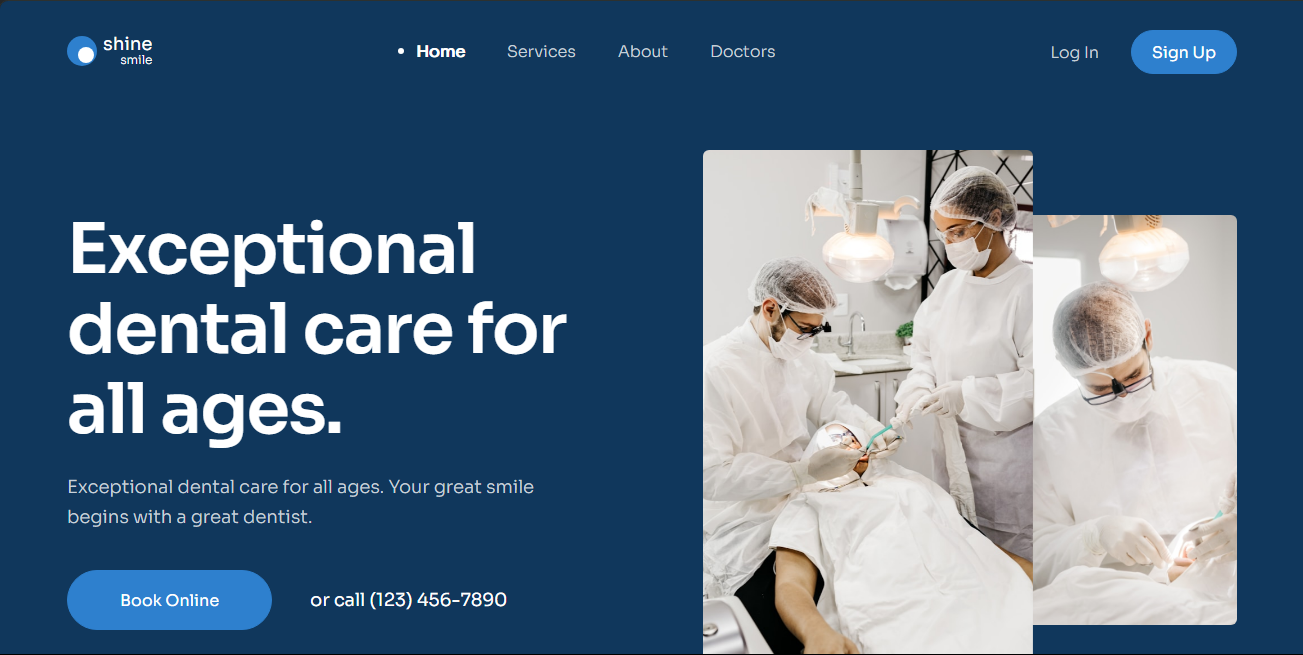 shine
smile
Home
Services
About
Doctors
Log In
Sign Up
Exceptional
dental care for
all ages.
Exceptional dental care for all ages. Your great smile
begins with a great dentist.
Book Online
or call (123) 456-7890